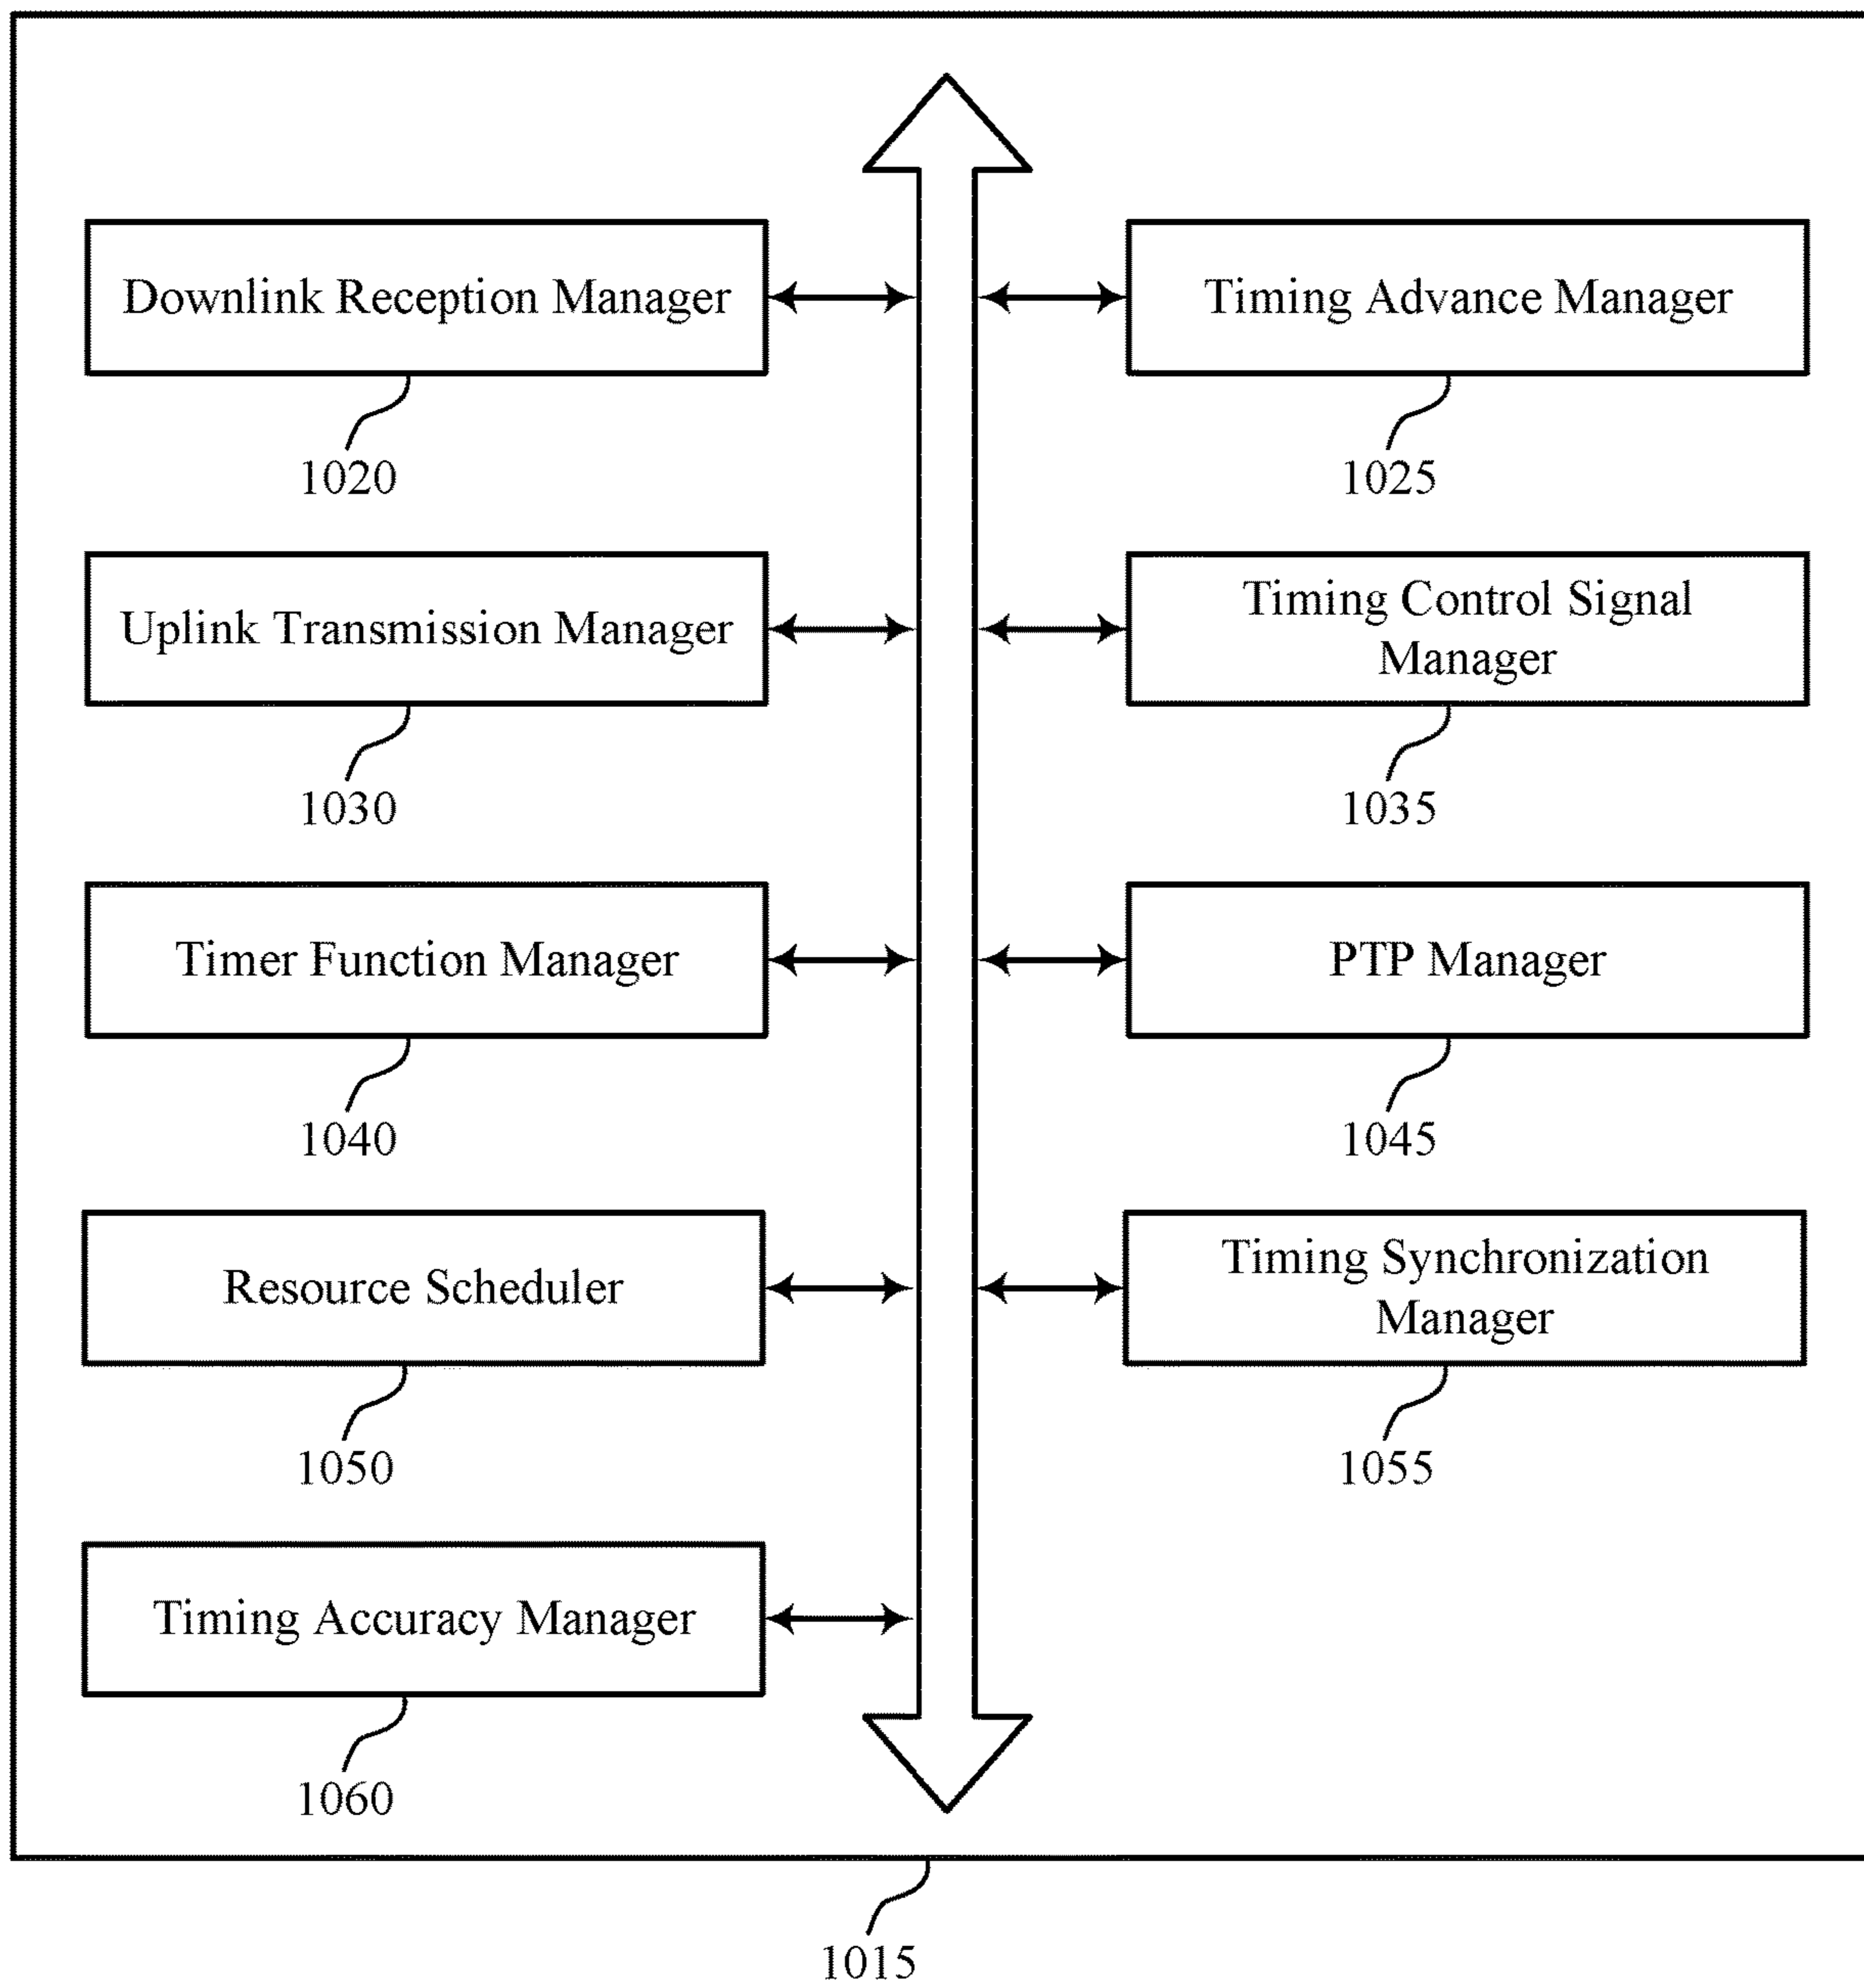 Downlink Reception Manager
1020
Timing Advance Manager
1025
Uplink Transmission Manager
1030
Timing Control Signal
Manager
1035
Timer Function Manager
1040
PTP Manager
1045
Resource Scheduler
1050
Timing Synchronization
Manager
1055
Timing Accuracy Manager
1060
1015